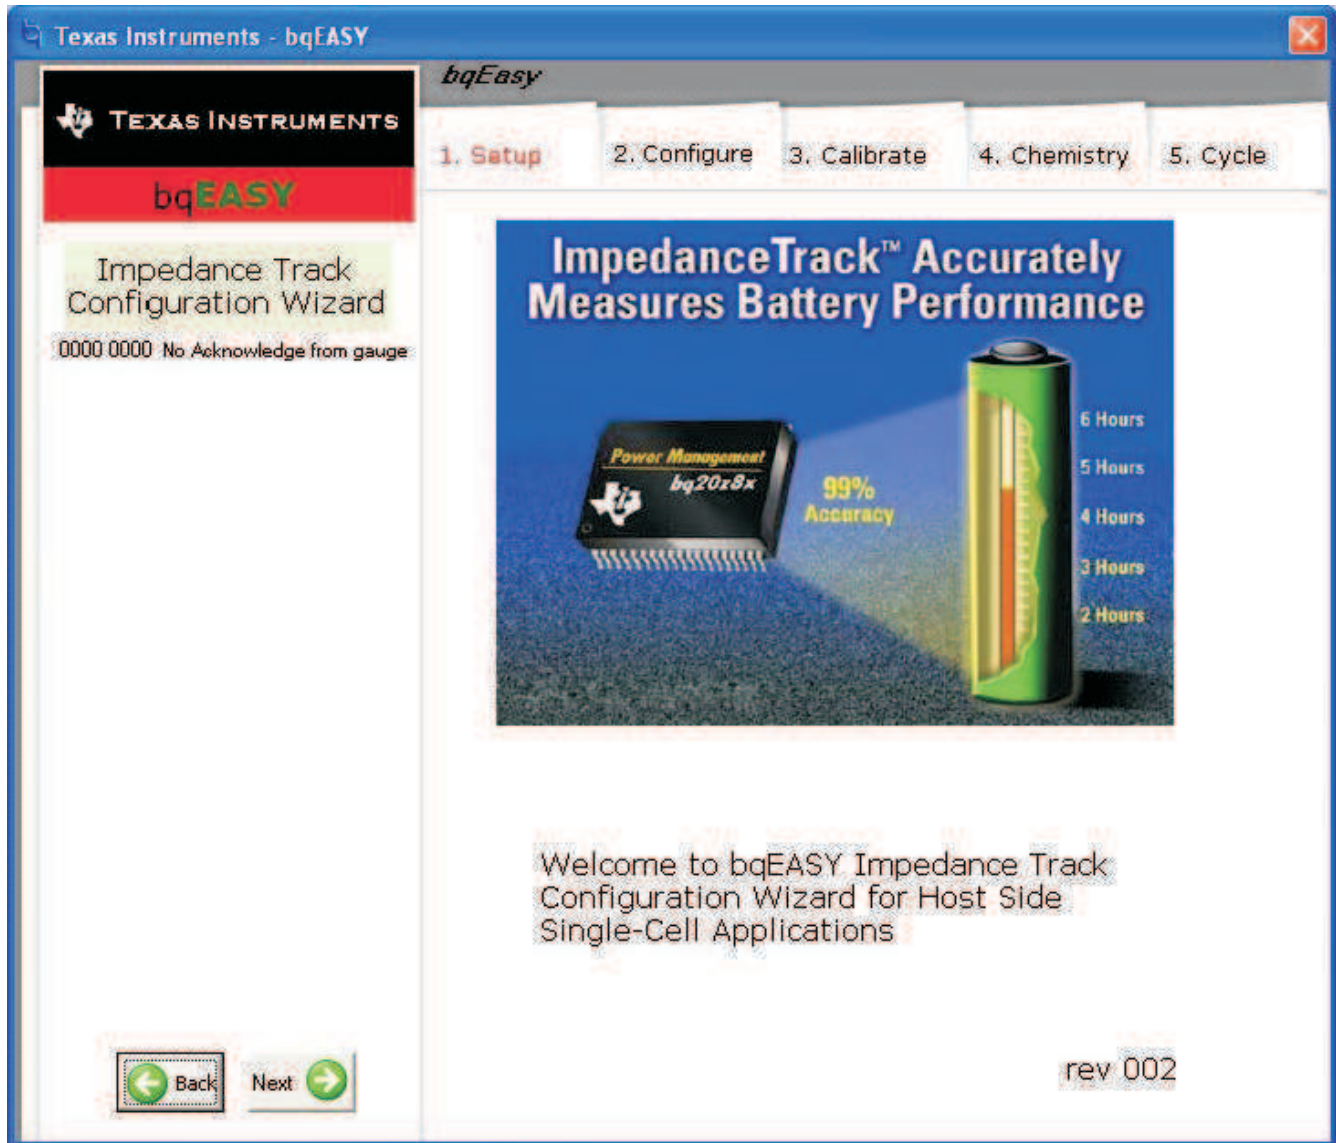 Texas Instruments - bqEASY
bqEasy
TEXAS INSTRUMENTS
bqEASY
1. Setup
2. Configure
3. Calibrate
4. Chemistry
5. Cycle
Impedance Track
Configuration Wizard
0000 0000 No Acknowledge from gauge
ImpedanceTrack™ Accurately
Measures Battery Performance
Power Management
bq20z8x
99%
Accuracy
6 Hours
5 Hours
4 Hours
3 Hours
2 Hours
Welcome to bqEASY Impedance Track
Configuration Wizard for Host Side
Single-Cell Applications
Back
Next
rev 002